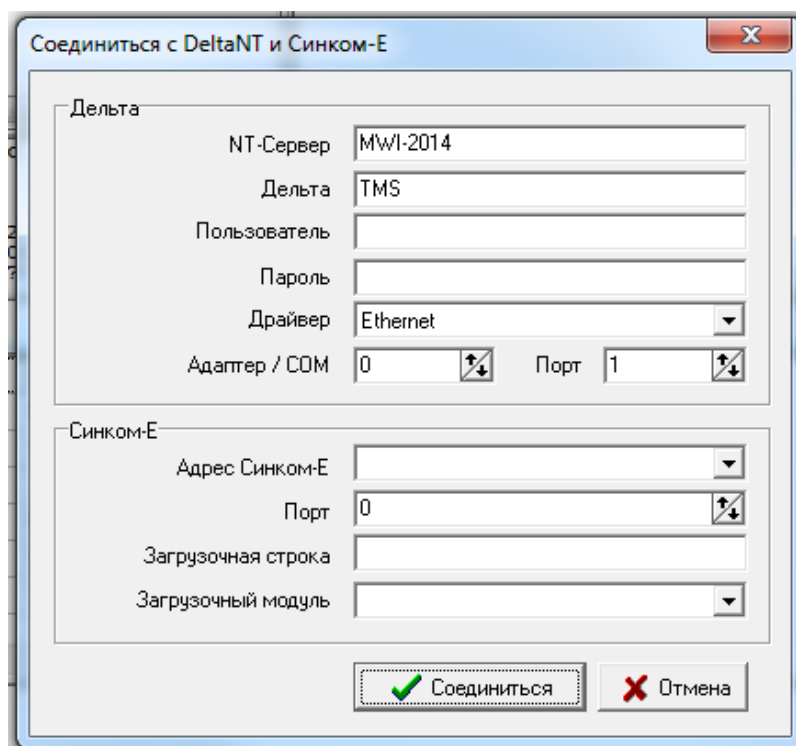 Соединиться с DeltaNT и Синком-Е
Дельта
NT-Сервер MWI-2014
Дельта TMS
Пользователь
Пароль
Драйвер Ethernet
Адаптер / COM 0 Порт 1
Синком-Е
Адрес Синком-Е
Порт 0
Загрузочная строка
Загрузочный модуль
Соединиться Отмена